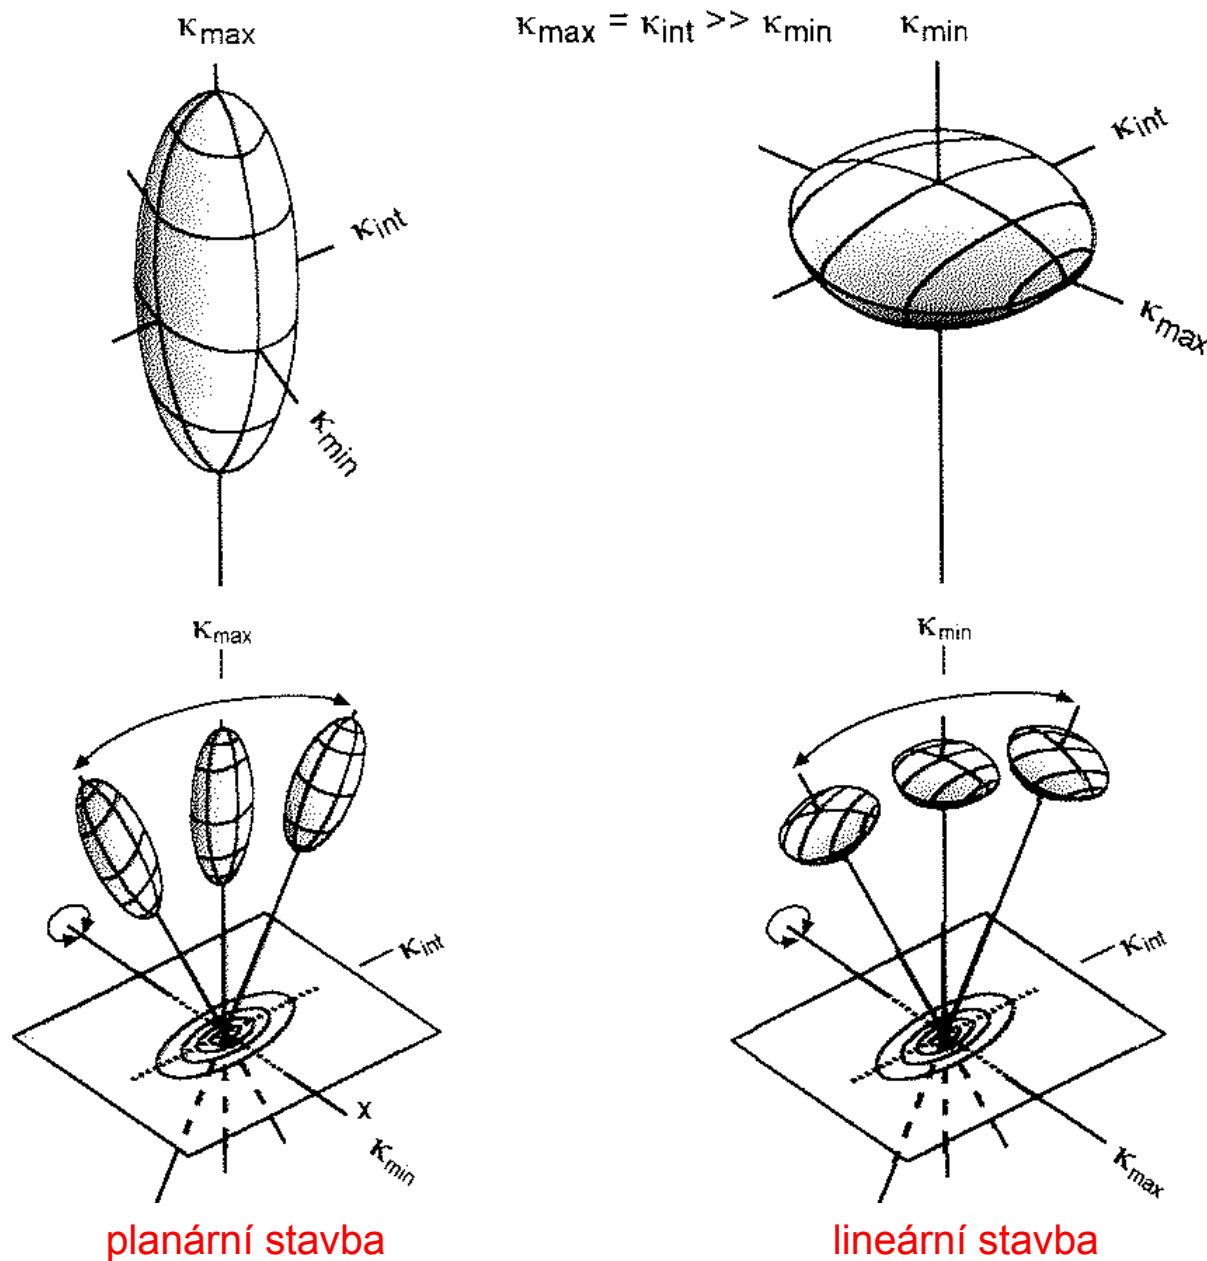 κmax
κmax = κint >> κmin
κmin
κint
κint
κmax
κmin
κmax
κmin
κint
κint
x
κmin
κmax
planární stavba
lineární stavba